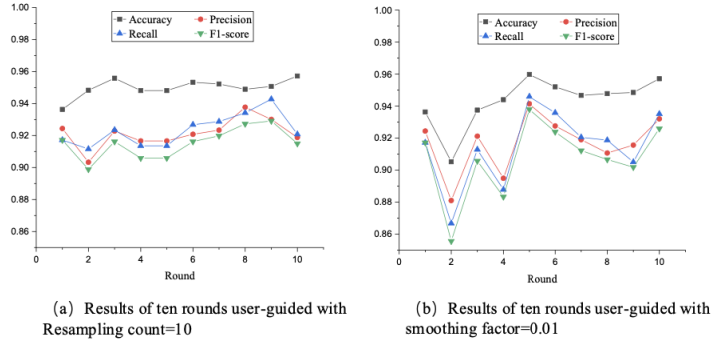 1.00
0.98
0.96
0.94
0.92
0.90
0.88
0.86
Accuracy Precision
Recall F1-score
0 2 4 6 8 10
Round
(a) Results of ten rounds user-guided with
Resampling count=10
1.00
0.98
0.96
0.94
0.92
0.90
0.88
0.86
Accuracy Precision
Recall F1-score
0 2 4 6 8 10
Round
(b) Results of ten rounds user-guided with
smoothing factor=0.01